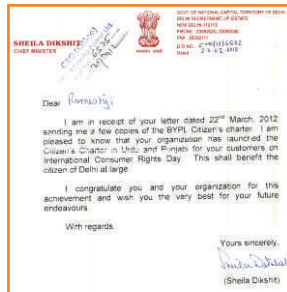 SHEILA DIKSHIT
CHIEF MINISTER
GOVT. OF NATIONAL CAPITAL TERRITORY OF DELHI
DELHI SECRETARIAT, I.P. ESTATE
NEW DELHI-110002
Dear Rameshji
I am in receipt of your letter dated 22nd March, 2012
sending me a few copies of the BYPL Citizen's charter. I am
pleased to know that your organization has launched the
Citizen's Charter in Urdu and Punjabi for your customers on
International Consumer Rights Day. This shall benefit the
citizen of Delhi at large.
I congratulate you and your organization for this
achievement and wish you the very best for your future
endeavours.
With regards.
Yours sincerely,
Sheila Dikshit
(Sheila Dikshit)